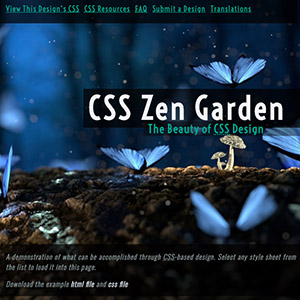 View This Design's CSS CSS Resources FAQ Submit a Design Translations
CSS Zen Garden
The Beauty of CSS Design
A demonstration of what can be accomplished through CSS-based design. Select any style sheet from
the list to load it into this page.
Download the example html file and css file